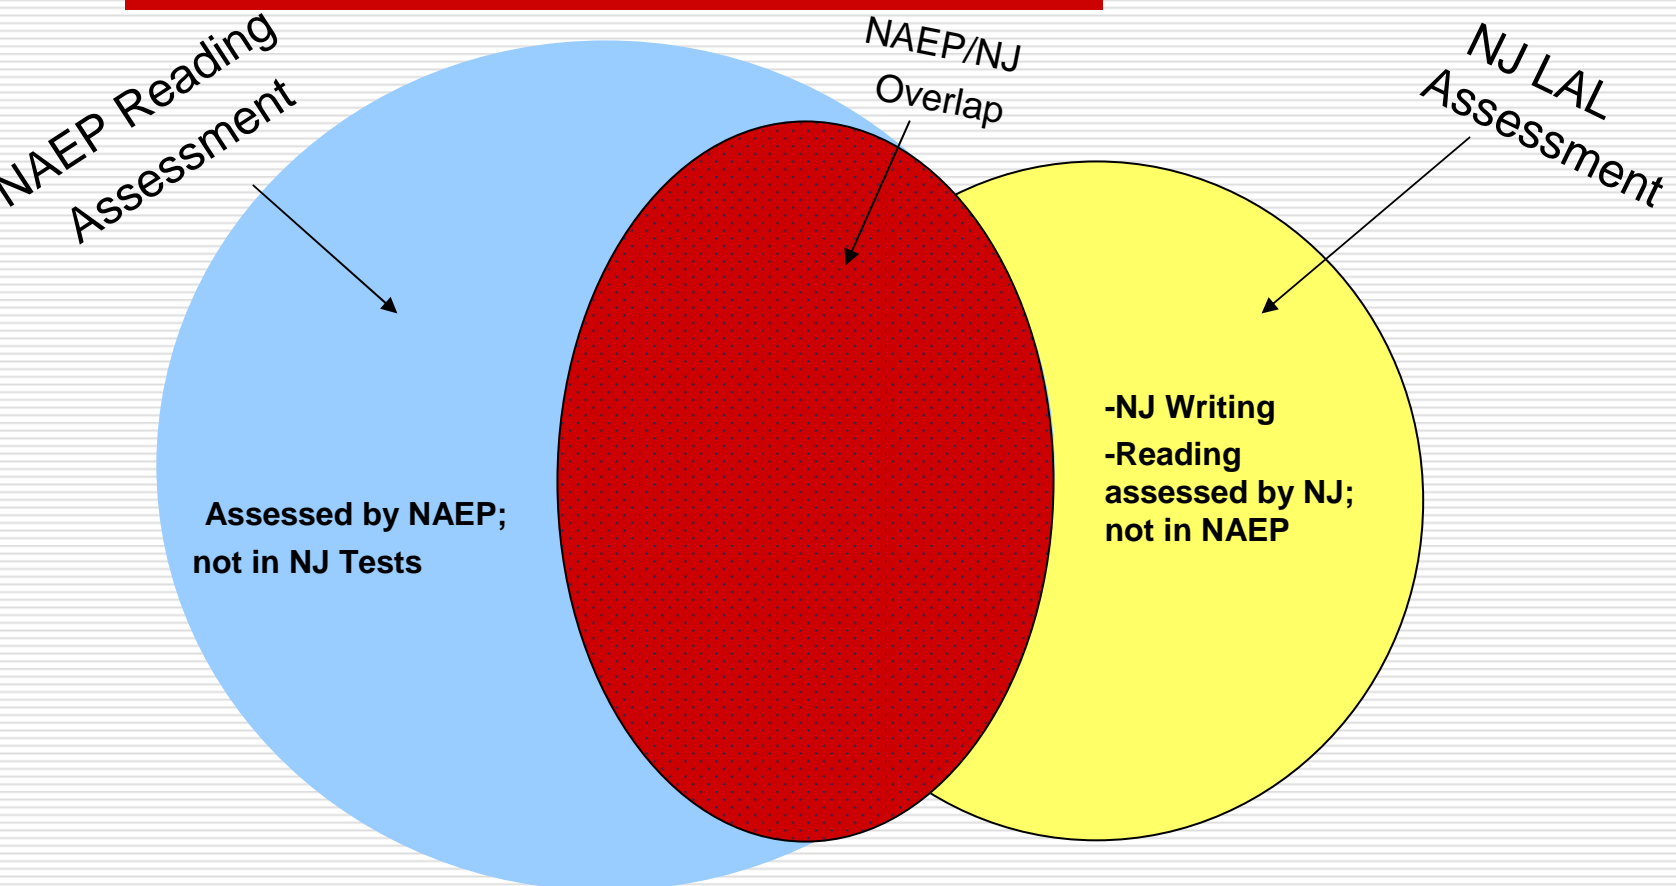 NAEP Reading
Assessment
NAEP/NJ
Overlap
NJ LAL
Assessment
Assessed by NAEP;
not in NJ Tests
-NJ Writing
-Reading
assessed by NJ;
not in NAEP